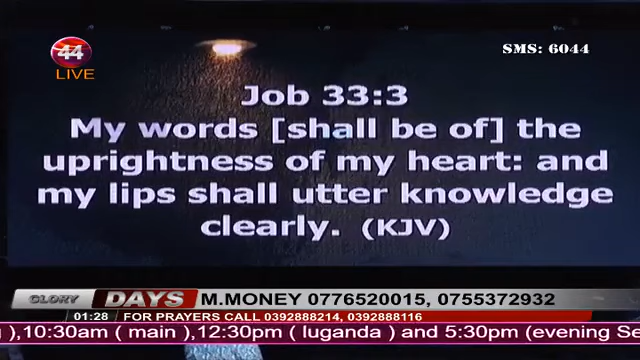 44
LIVE
SMS: 6044
Job 33:3
My words [shall be of] the
uprightness of my heart: and
my lips shall utter knowledge
clearly. (KJV)
GLORY DAYS M.MONEY 0776520015, 0755372932
01:28 FOR PRAYERS CALL 0392888214, 0392888116
),10:30am ( main ),12:30pm ( luganda ) and 5:30pm (evening Se